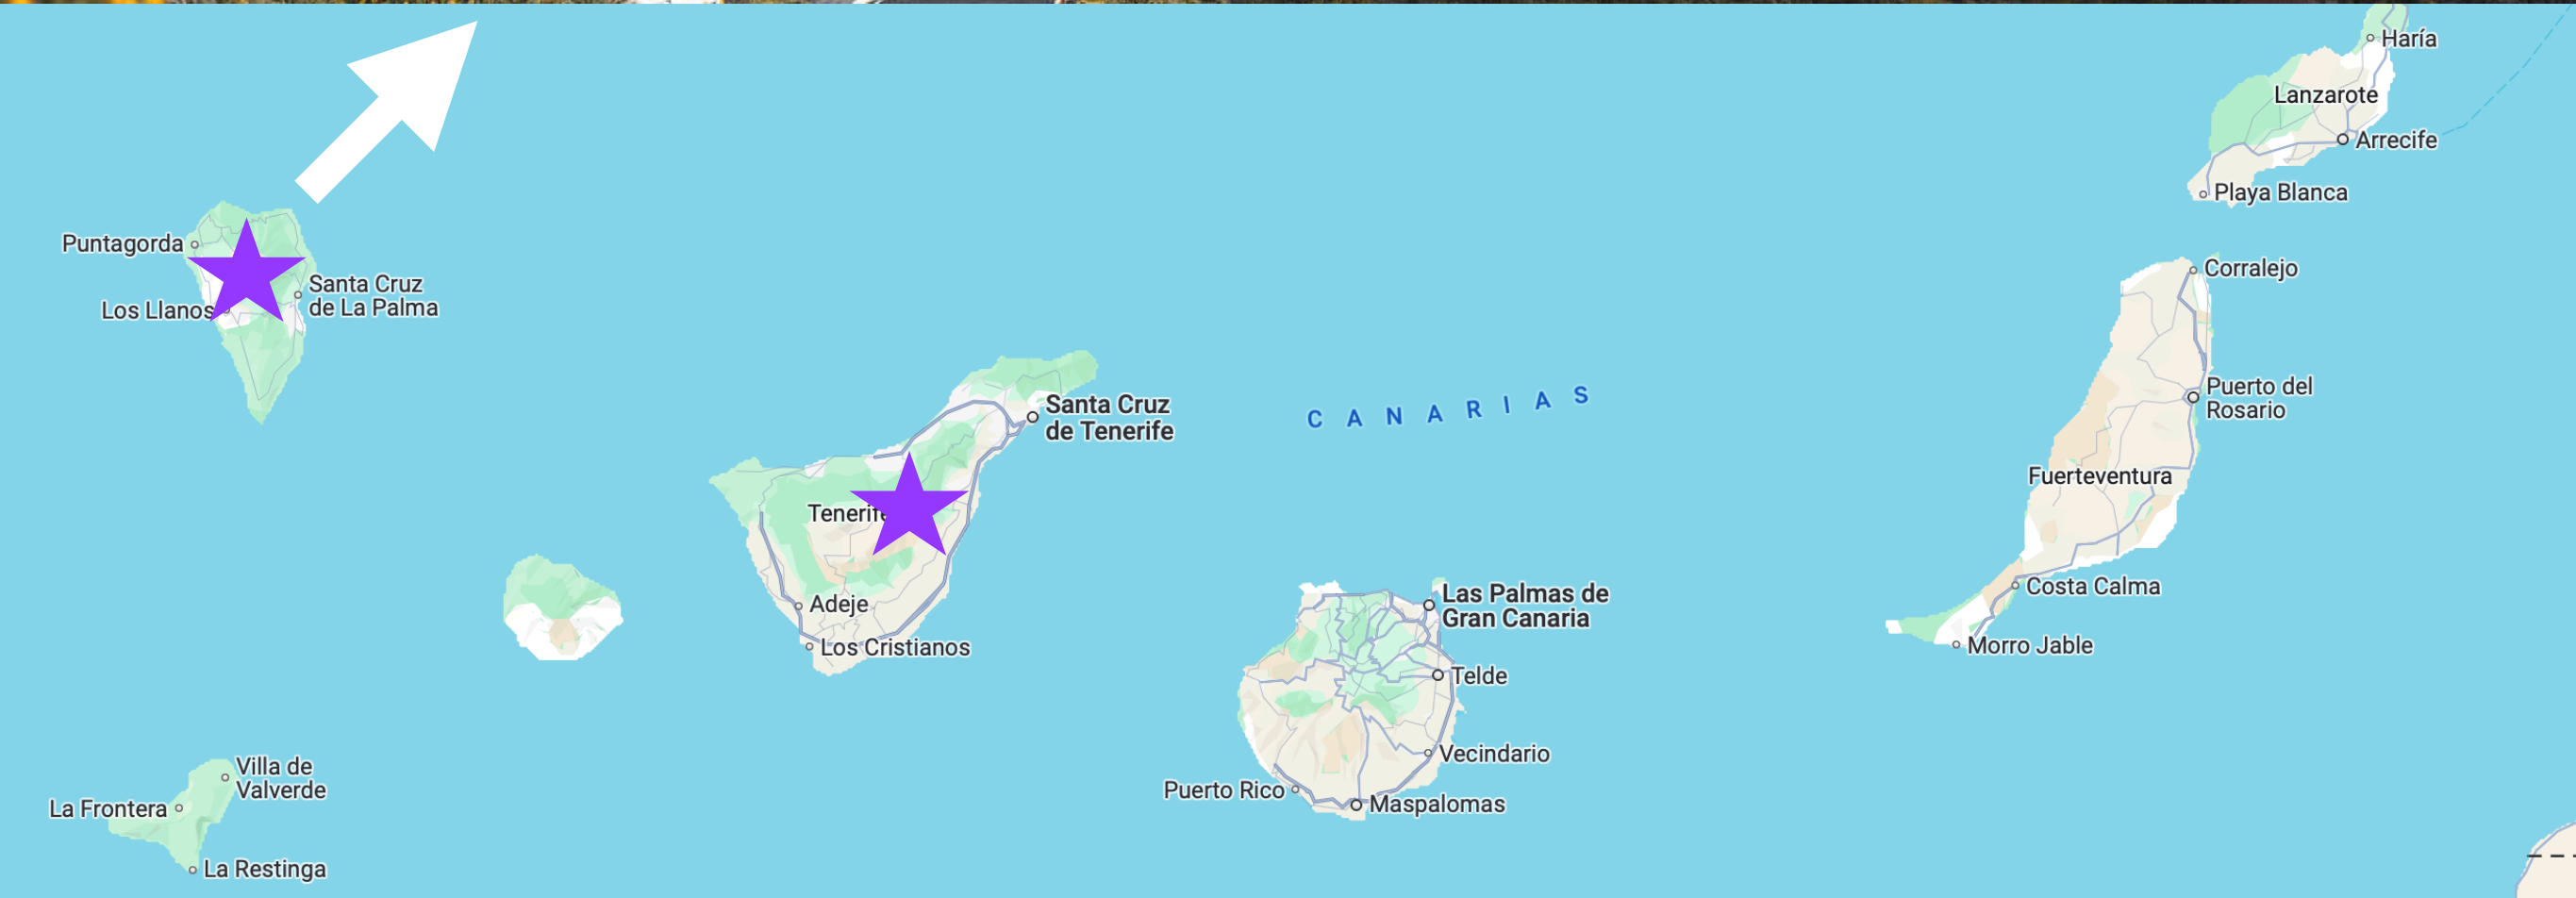 Haría
Lanzarote
Arrecife
Playa Blanca
Puntagorda
Santa Cruz
de La Palma
Los Llanos
Corralejo
CANARIAS
Puerto del
Rosario
Santa Cruz
de Tenerife
Fuerteventura
Tenerife
Costa Calma
Las Palmas de
Gran Canaria
Adeje
Los Cristianos
Morro Jable
Telde
Villa de
Valverde
La Frontera
Vecindario
Puerto Rico
Maspalomas
La Restinga